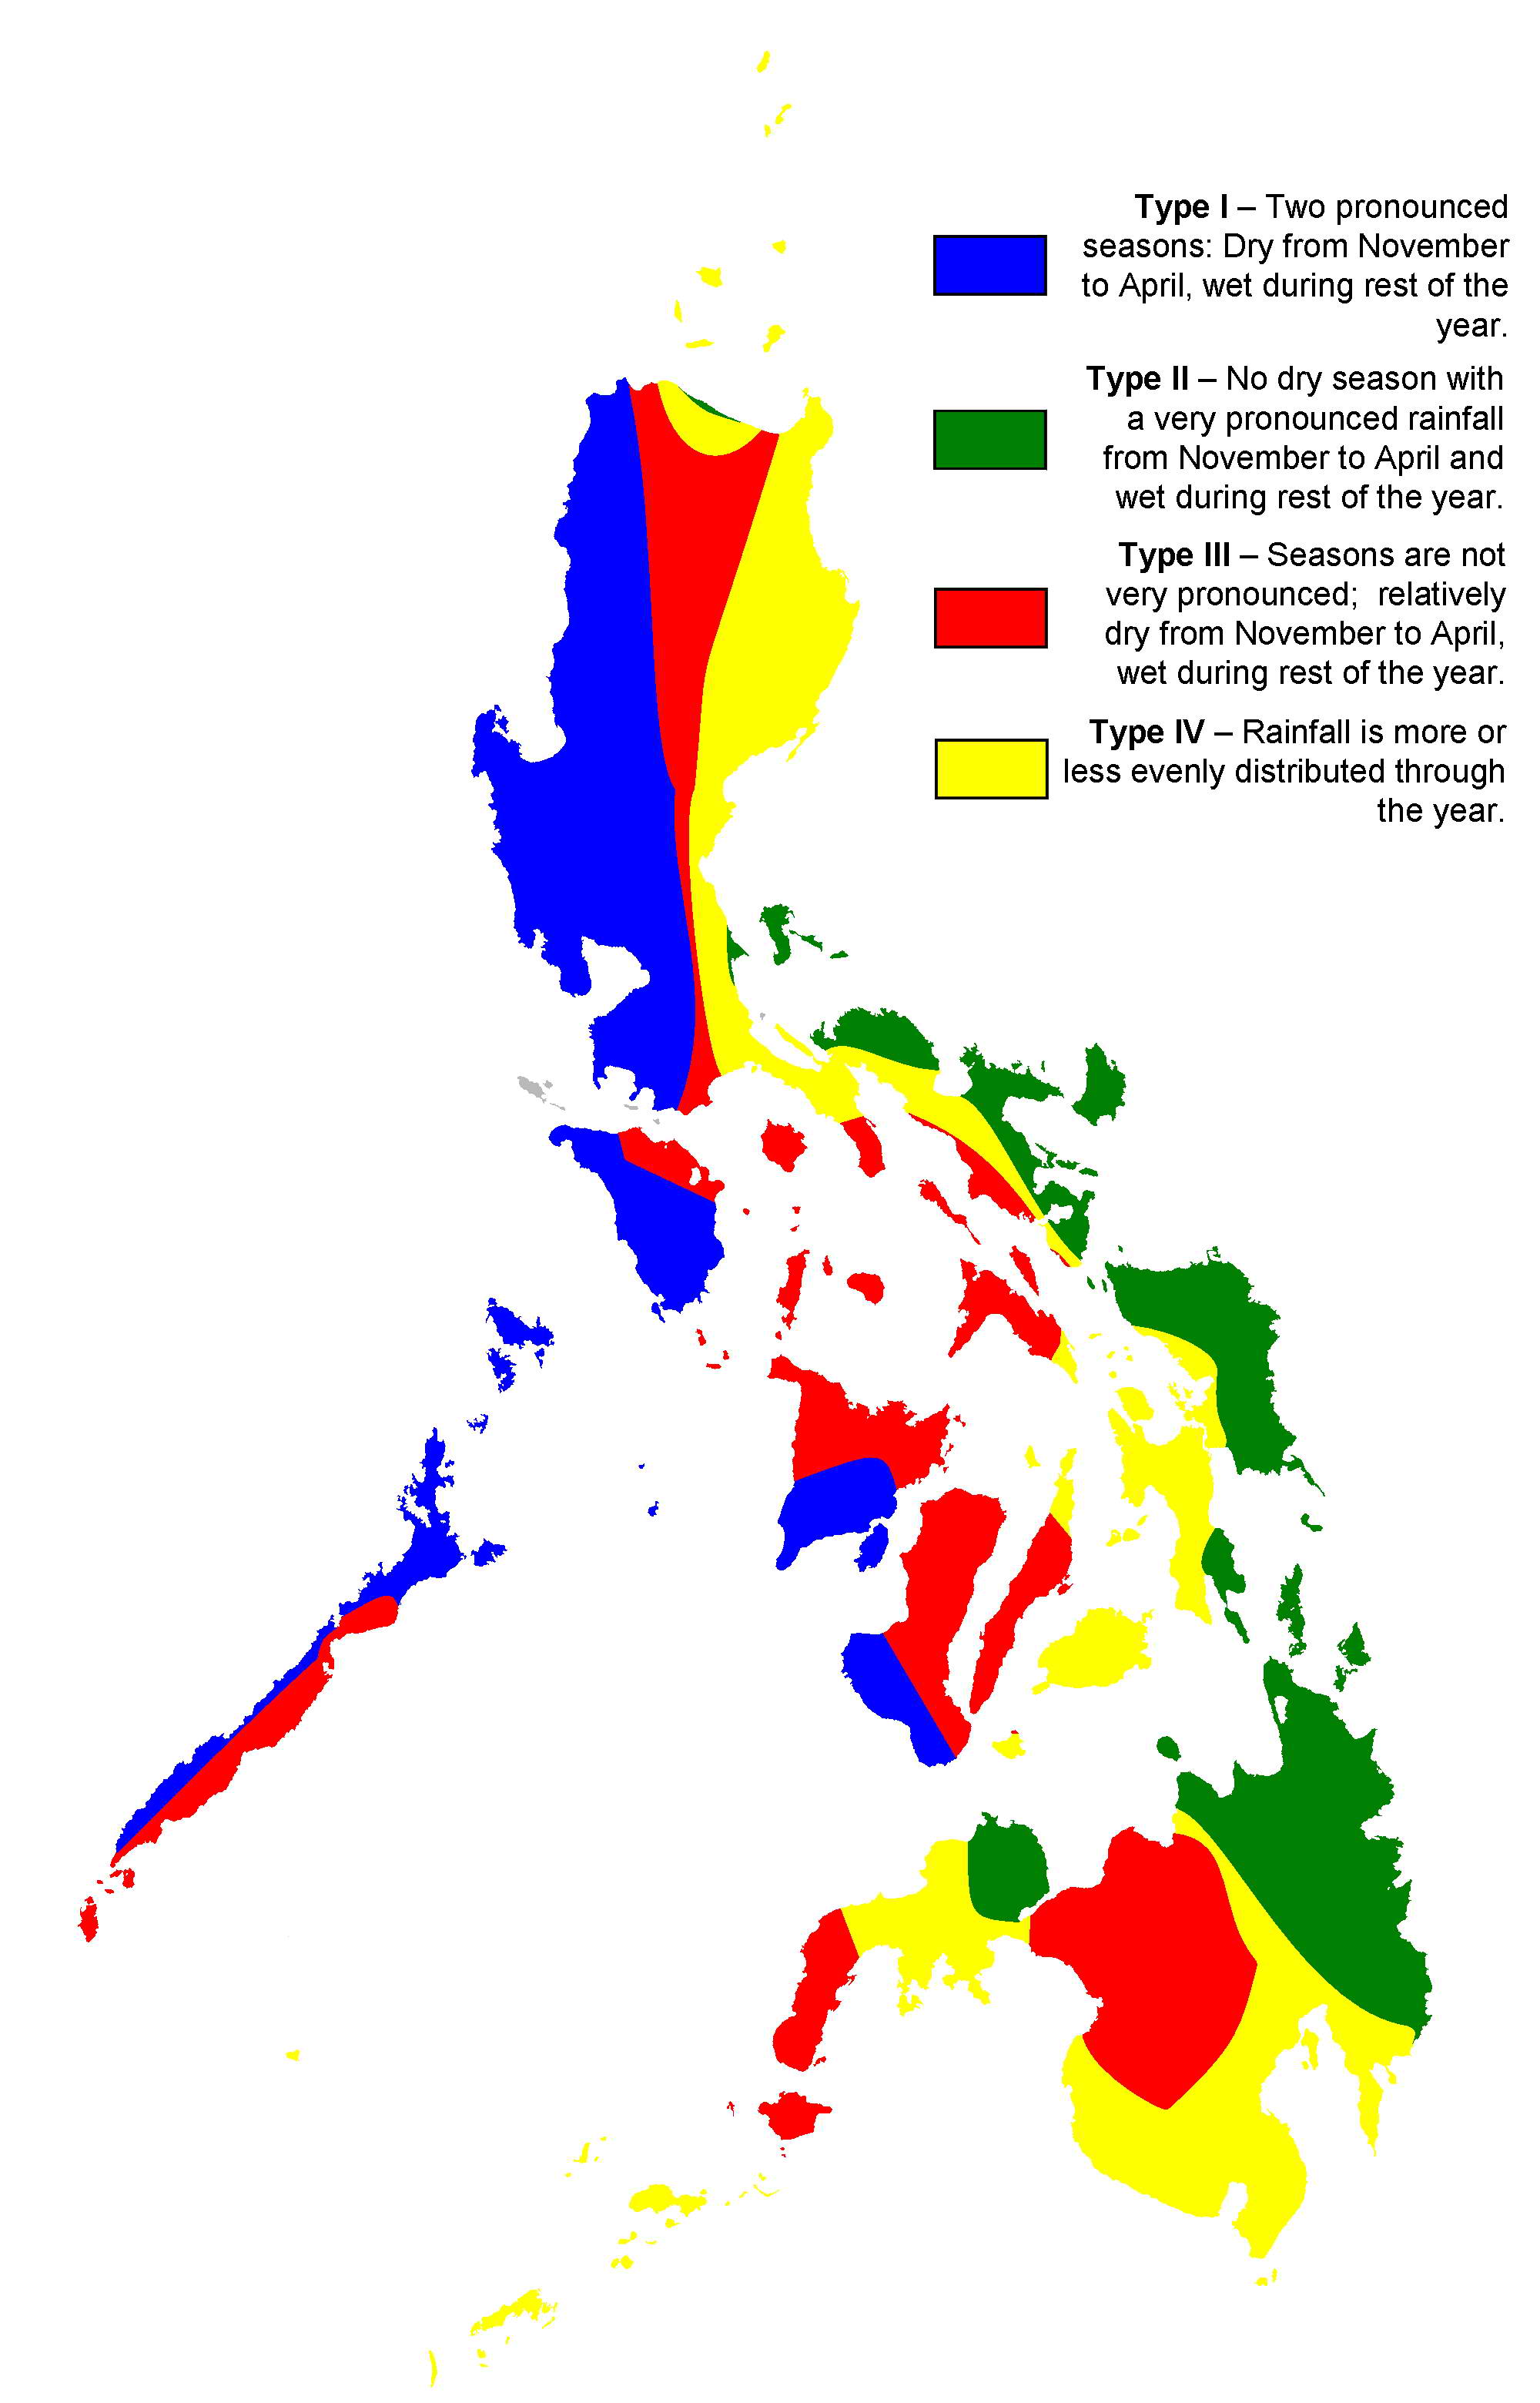 Type I – Two pronounced
seasons: Dry from November
to April, wet during rest of the
year.
Type II – No dry season with
a very pronounced rainfall
from November to April and
wet during rest of the year.
Type III – Seasons are not
very pronounced;  relatively
dry from November to April,
wet during rest of the year.
Type IV – Rainfall is more or
less evenly distributed through
the year.